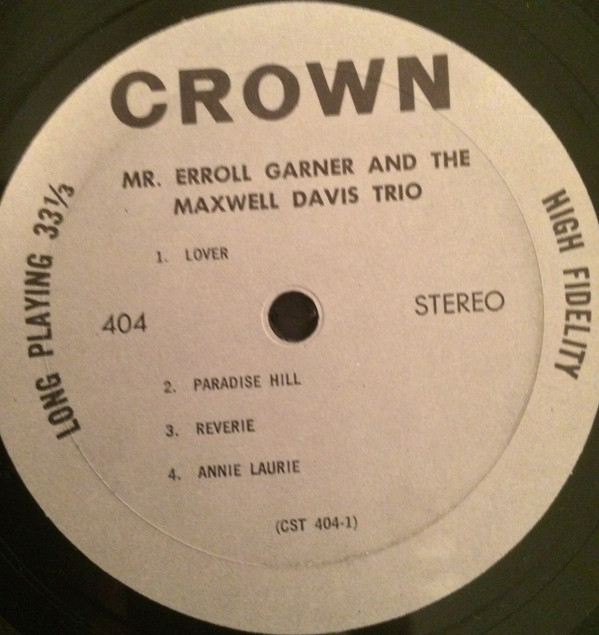 CROWN
MR. ERROLL GARNER AND THE
MAXWELL DAVIS TRIO
1. LOVER
LONG PLAYING 33⅓
404
STEREO
HIGH FIDELITY
2. PARADISE HILL
3. REVERIE
4. ANNIE LAURIE
(CST 404-1)